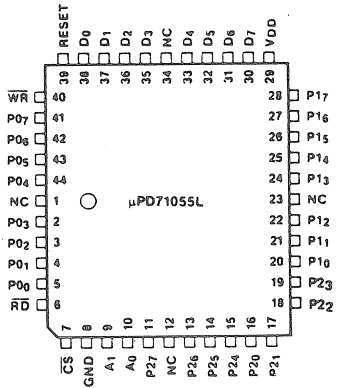 RESET D0 D1 D2 D3 NC D4 D5 D6 D7 VDD
39 38 37 36 35 34 33 32 31 30 29
WR 40 28 P17
P07 41 27 P16
P06 42 26 P15
P05 43 25 P14
P04 44 24 P13
NC 1 µPD71055L 23 NC
P03 2 22 P12
P02 3 21 P11
P01 4 20 P10
P00 5 19 P23
RD 6 18 P22
7 8 9 10 11 12 13 14 15 16 17
CS GND A1 A0 P27 NC P26 P25 P24 P20 P21